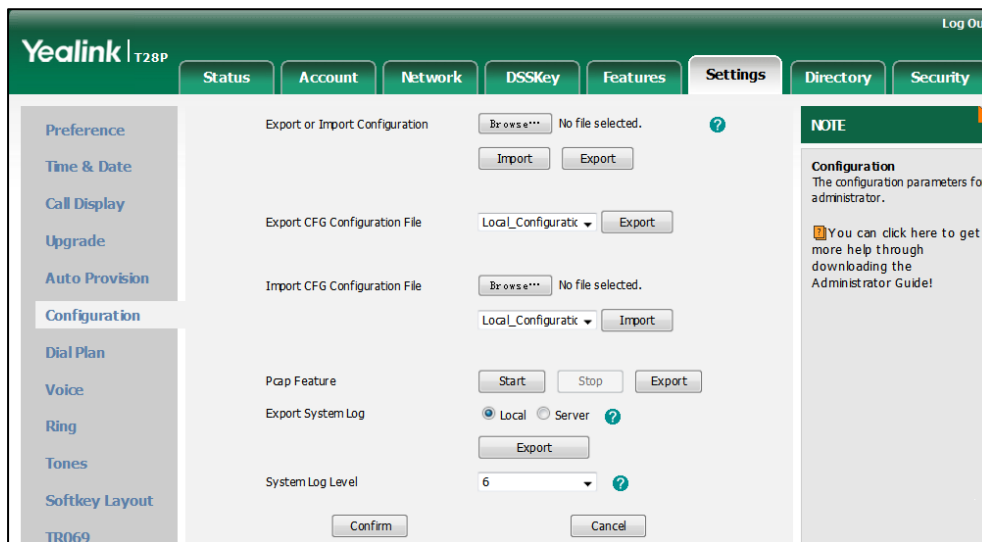 Log Ou
Yealink T28P
Status Account Network DSSKey Features Settings Directory Security
Preference
Time & Date
Call Display
Upgrade
Auto Provision
Configuration
Dial Plan
Voice
Ring
Tones
Softkey Layout
TR069
Export or Import Configuration Browse... No file selected. ?
Import Export
Export CFG Configuration File Local_Configuratic Export
Import CFG Configuration File Browse... No file selected.
Local_Configuratic Import
Pcap Feature Start Stop Export
Export System Log Local Server ?
Export
System Log Level 6 ?
Confirm Cancel
NOTE
Configuration
The configuration parameters fo
administrator.
? You can click here to get
more help through
downloading the
Administrator Guide!